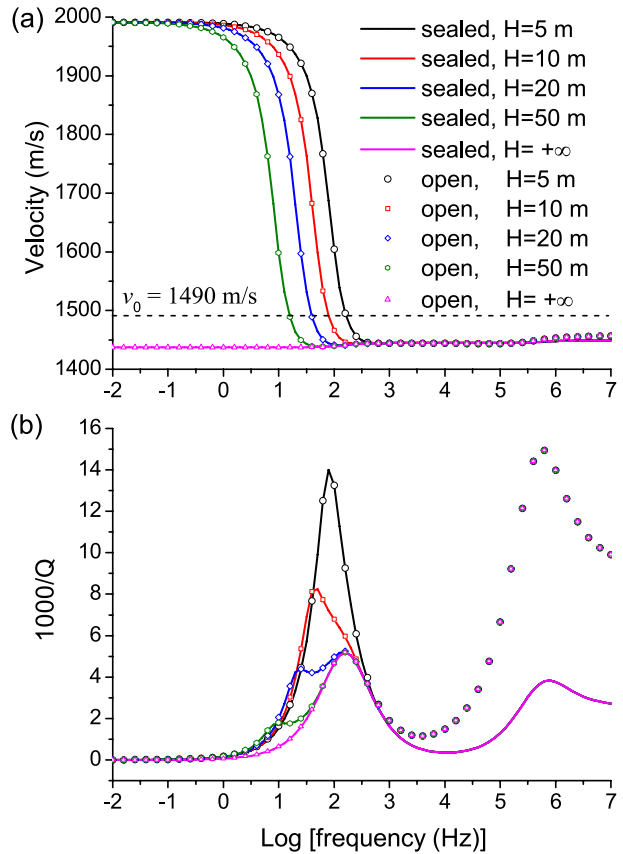 (a)
2000
1900
1800
1700
1600
1500
1400
Velocity (m/s)
sealed, H=5 m
sealed, H=10 m
sealed, H=20 m
sealed, H=50 m
sealed, H= +∞
open, H=5 m
open, H=10 m
open, H=20 m
open, H=50 m
open, H= +∞
v₀ = 1490 m/s
-2 -1 0 1 2 3 4 5 6 7
(b)
16
14
12
10
8
6
4
2
0
1000/Q
-2 -1 0 1 2 3 4 5 6 7
Log [frequency (Hz)]